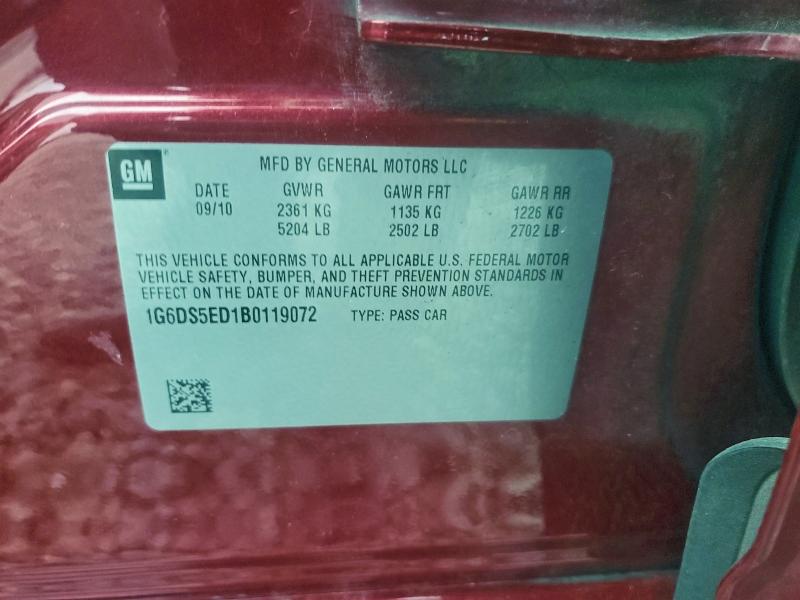 GM
MFD BY GENERAL MOTORS LLC
DATE GVWR GAWR FRT GAWR RR
09/10 2361 KG 1135 KG 1226 KG
5204 LB 2502 LB 2702 LB
THIS VEHICLE CONFORMS TO ALL APPLICABLE U.S. FEDERAL MOTOR
VEHICLE SAFETY, BUMPER, AND THEFT PREVENTION STANDARDS IN
EFFECT ON THE DATE OF MANUFACTURE SHOWN ABOVE.
1G6DS5ED1B0119072 TYPE: PASS CAR